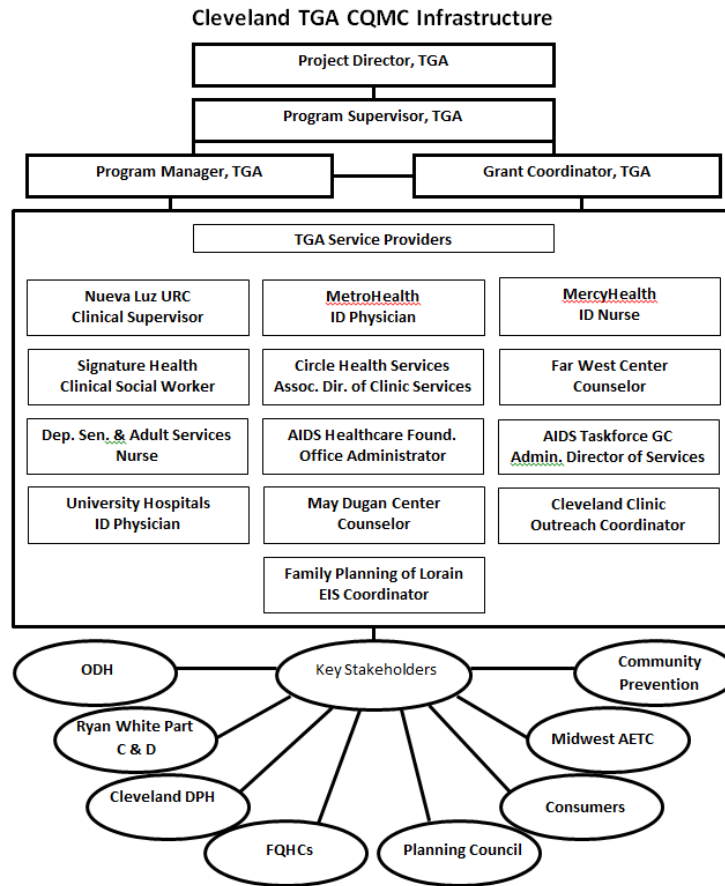 Cleveland TGA CQMC Infrastructure
Project Director, TGA
Program Supervisor, TGA
Program Manager, TGA
Grant Coordinator, TGA
TGA Service Providers
Nueva Luz URC
Clinical Supervisor
MetroHealth
ID Physician
MercyHealth
ID Nurse
Signature Health
Clinical Social Worker
Circle Health Services
Assoc. Dir. of Clinic Services
Far West Center
Counselor
Dep. Sen. & Adult Services
Nurse
AIDS Healthcare Found.
Office Administrator
AIDS Taskforce GC
Admin. Director of Services
University Hospitals
ID Physician
May Dugan Center
Counselor
Cleveland Clinic
Outreach Coordinator
Family Planning of Lorain
EIS Coordinator
ODH
Key Stakeholders
Community
Prevention
Ryan White Part
C & D
Midwest AETC
Cleveland DPH
Consumers
FQHCs
Planning Council